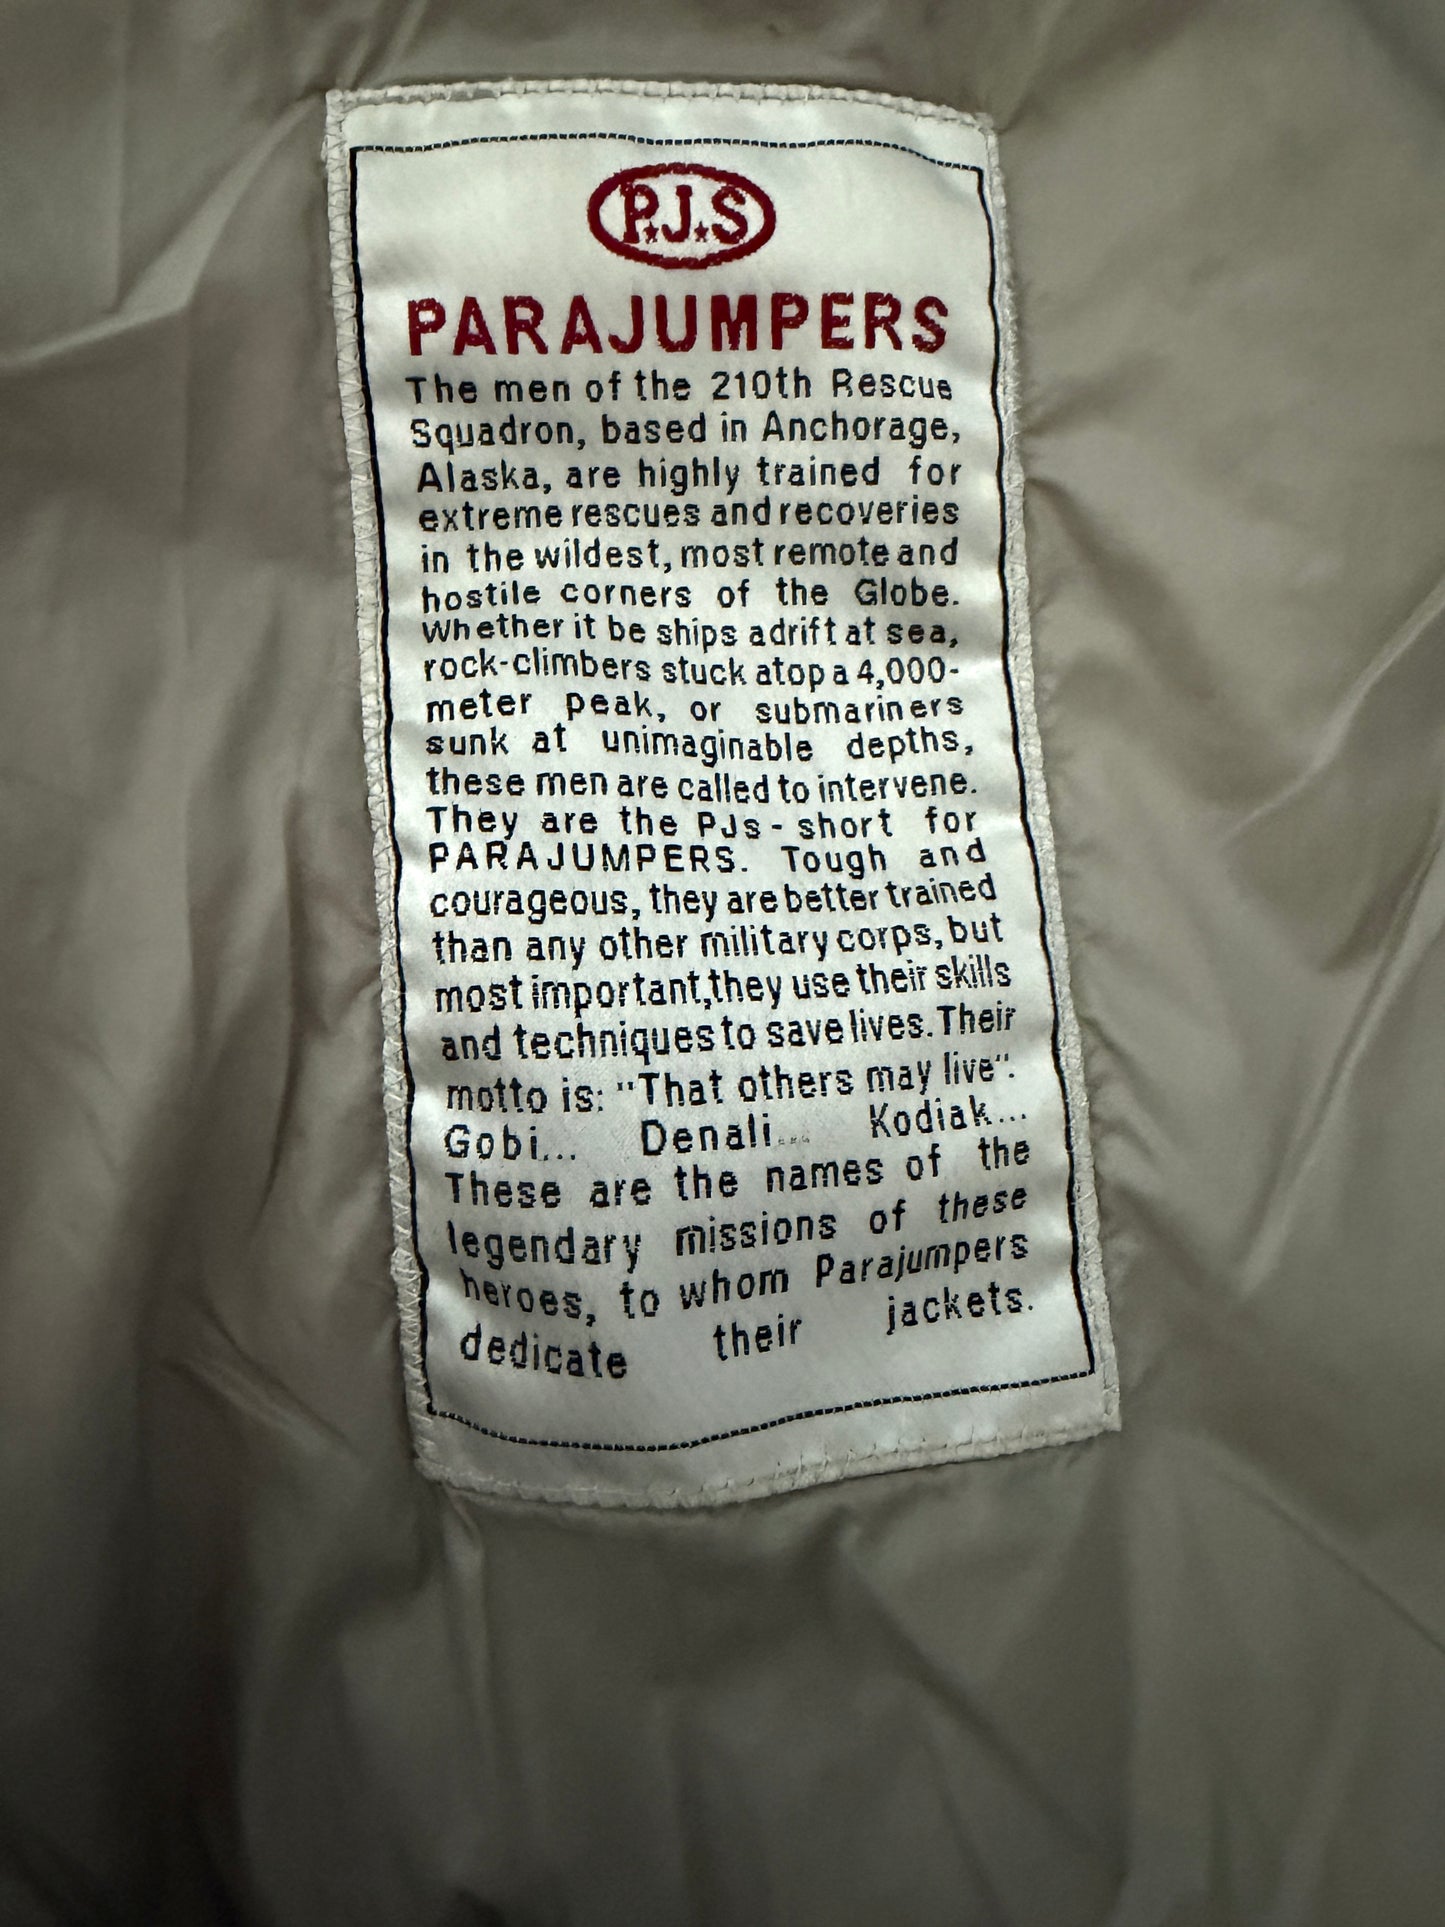 P.J.S
PARAJUMPERS
The men of the 210th Rescue
Squadron, based in Anchorage,
Alaska, are highly trained for
extreme rescues and recoveries
in the wildest, most remote and
hostile corners of the Globe.
Whether it be ships adrift at sea,
rock-climbers stuck atop a 4,000-
meter peak, or submariners
sunk at unimaginable depths,
these men are called to intervene.
They are the PJs - short for
PARAJUMPERS. Tough and
courageous, they are better trained
than any other military corps, but
most important,they use their skills
and techniques to save lives. Their
motto is: "That others may live".
Gobi... Denali... Kodiak...
These are the names of the
legendary missions of these
heroes, to whom Parajumpers
dedicate their jackets.